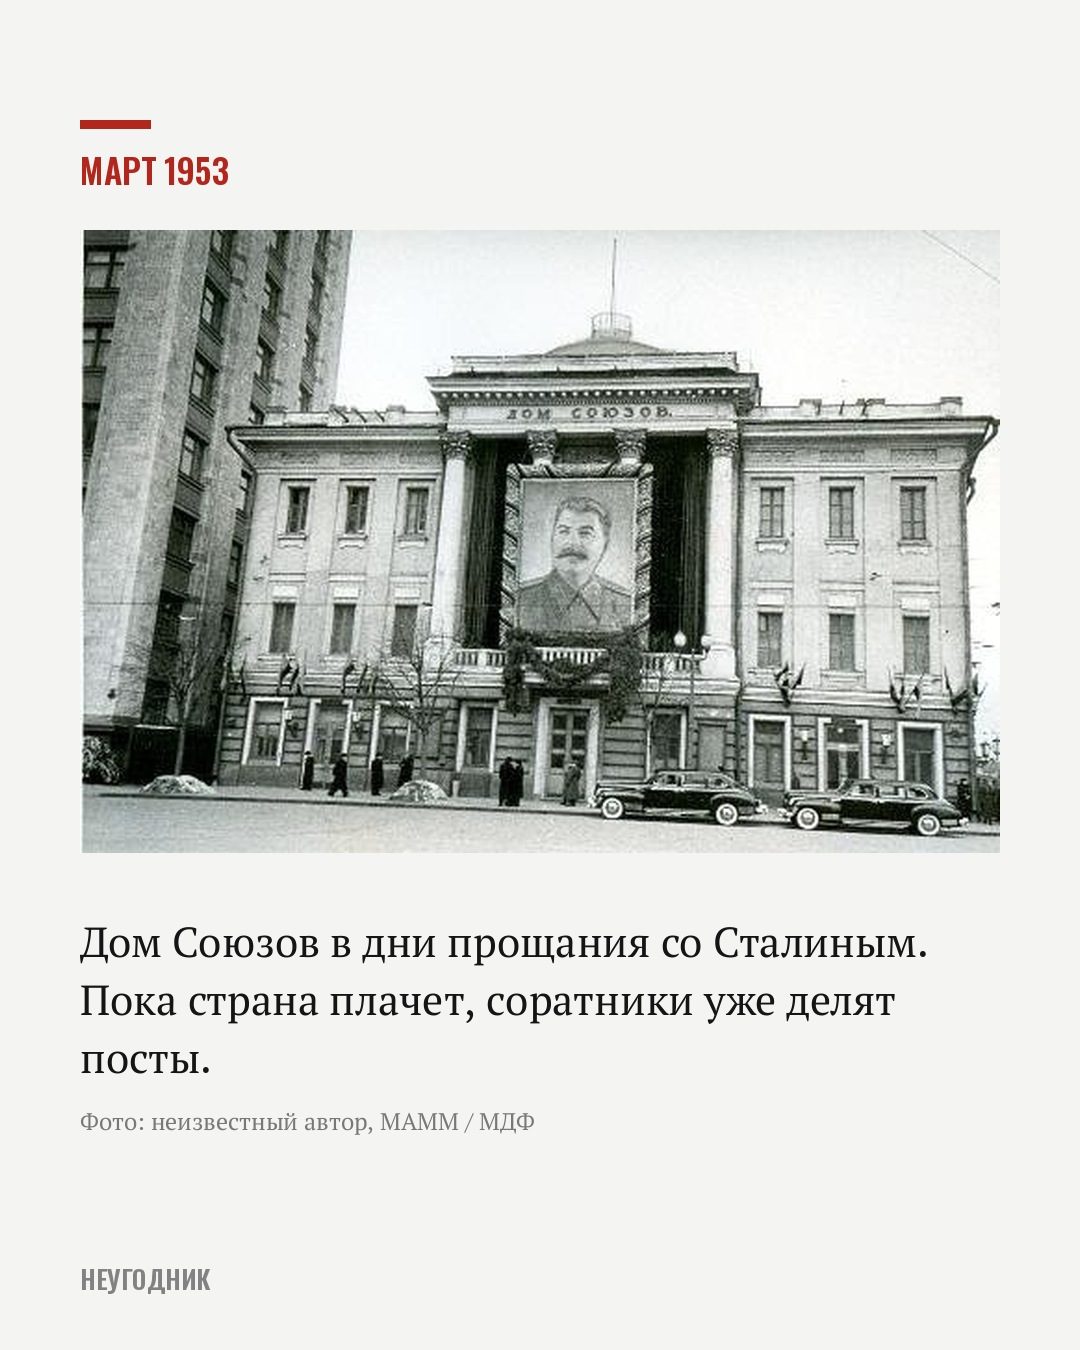 МАРТ 1953
ДОМ СОЮЗОВ.
Дом Союзов в дни прощания со Сталиным.
Пока страна плачет, соратники уже делят
посты.
Фото: неизвестный автор, МАММ / МДФ
НЕУГОДНИК